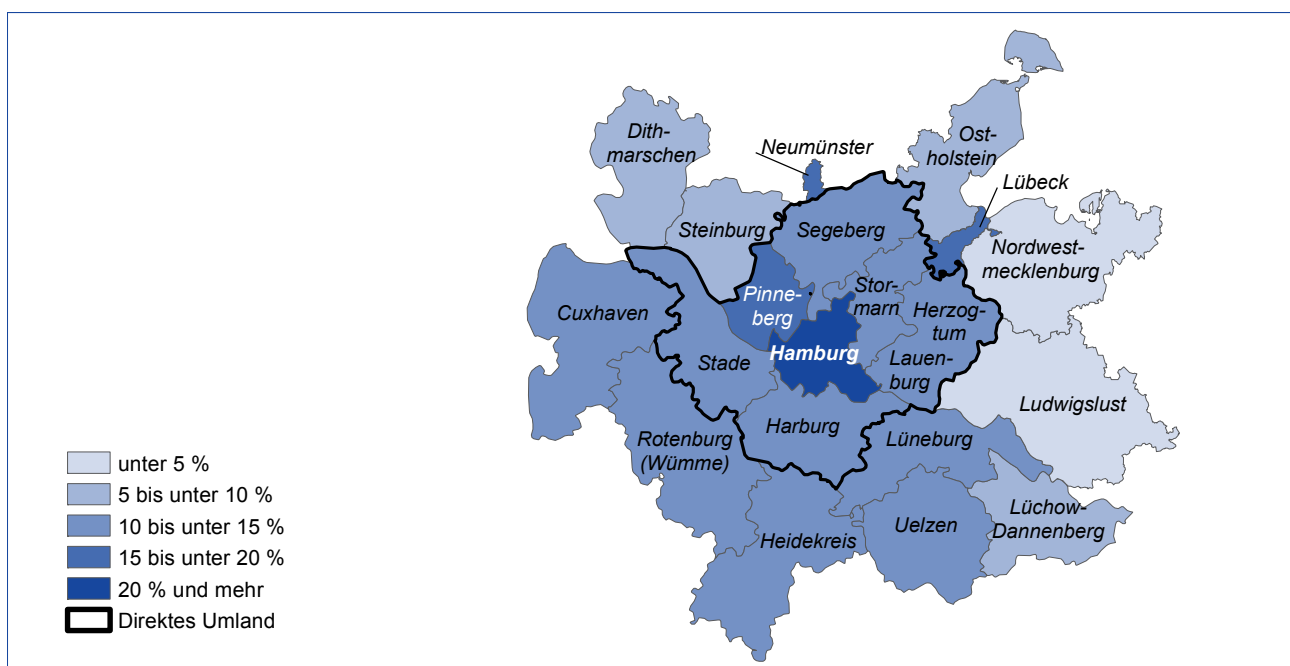 Dith-
marschen
Neumünster
Ost-
holstein
Lübeck
Steinburg
Segeberg
Nordwest-
mecklenburg
Cuxhaven
Pinne-
berg
Stor-
marn
Herzog-
tum
Lauen-
burg
Hamburg
Stade
Ludwigslust
Harburg
Lüneburg
Rotenburg
(Wümme)
Lüchow-
Dannenberg
Uelzen
Heidekreis
unter 5 %
5 bis unter 10 %
10 bis unter 15 %
15 bis unter 20 %
20 % und mehr
Direktes Umland